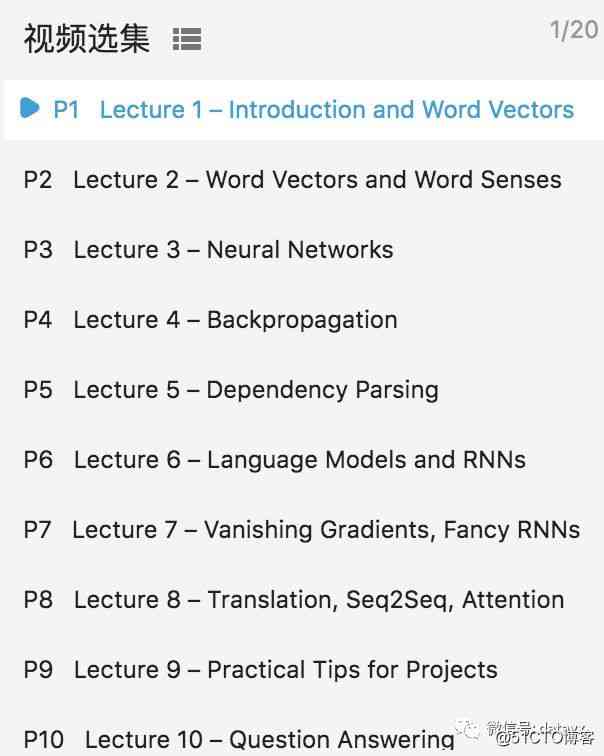 视频选集
1/20
P1 Lecture 1 – Introduction and Word Vectors
P2 Lecture 2 – Word Vectors and Word Senses
P3 Lecture 3 – Neural Networks
P4 Lecture 4 – Backpropagation
P5 Lecture 5 – Dependency Parsing
P6 Lecture 6 – Language Models and RNNs
P7 Lecture 7 – Vanishing Gradients, Fancy RNNs
P8 Lecture 8 – Translation, Seq2Seq, Attention
P9 Lecture 9 – Practical Tips for Projects
P10 Lecture 10 – Question Answering
微信号:
@51CTO博客